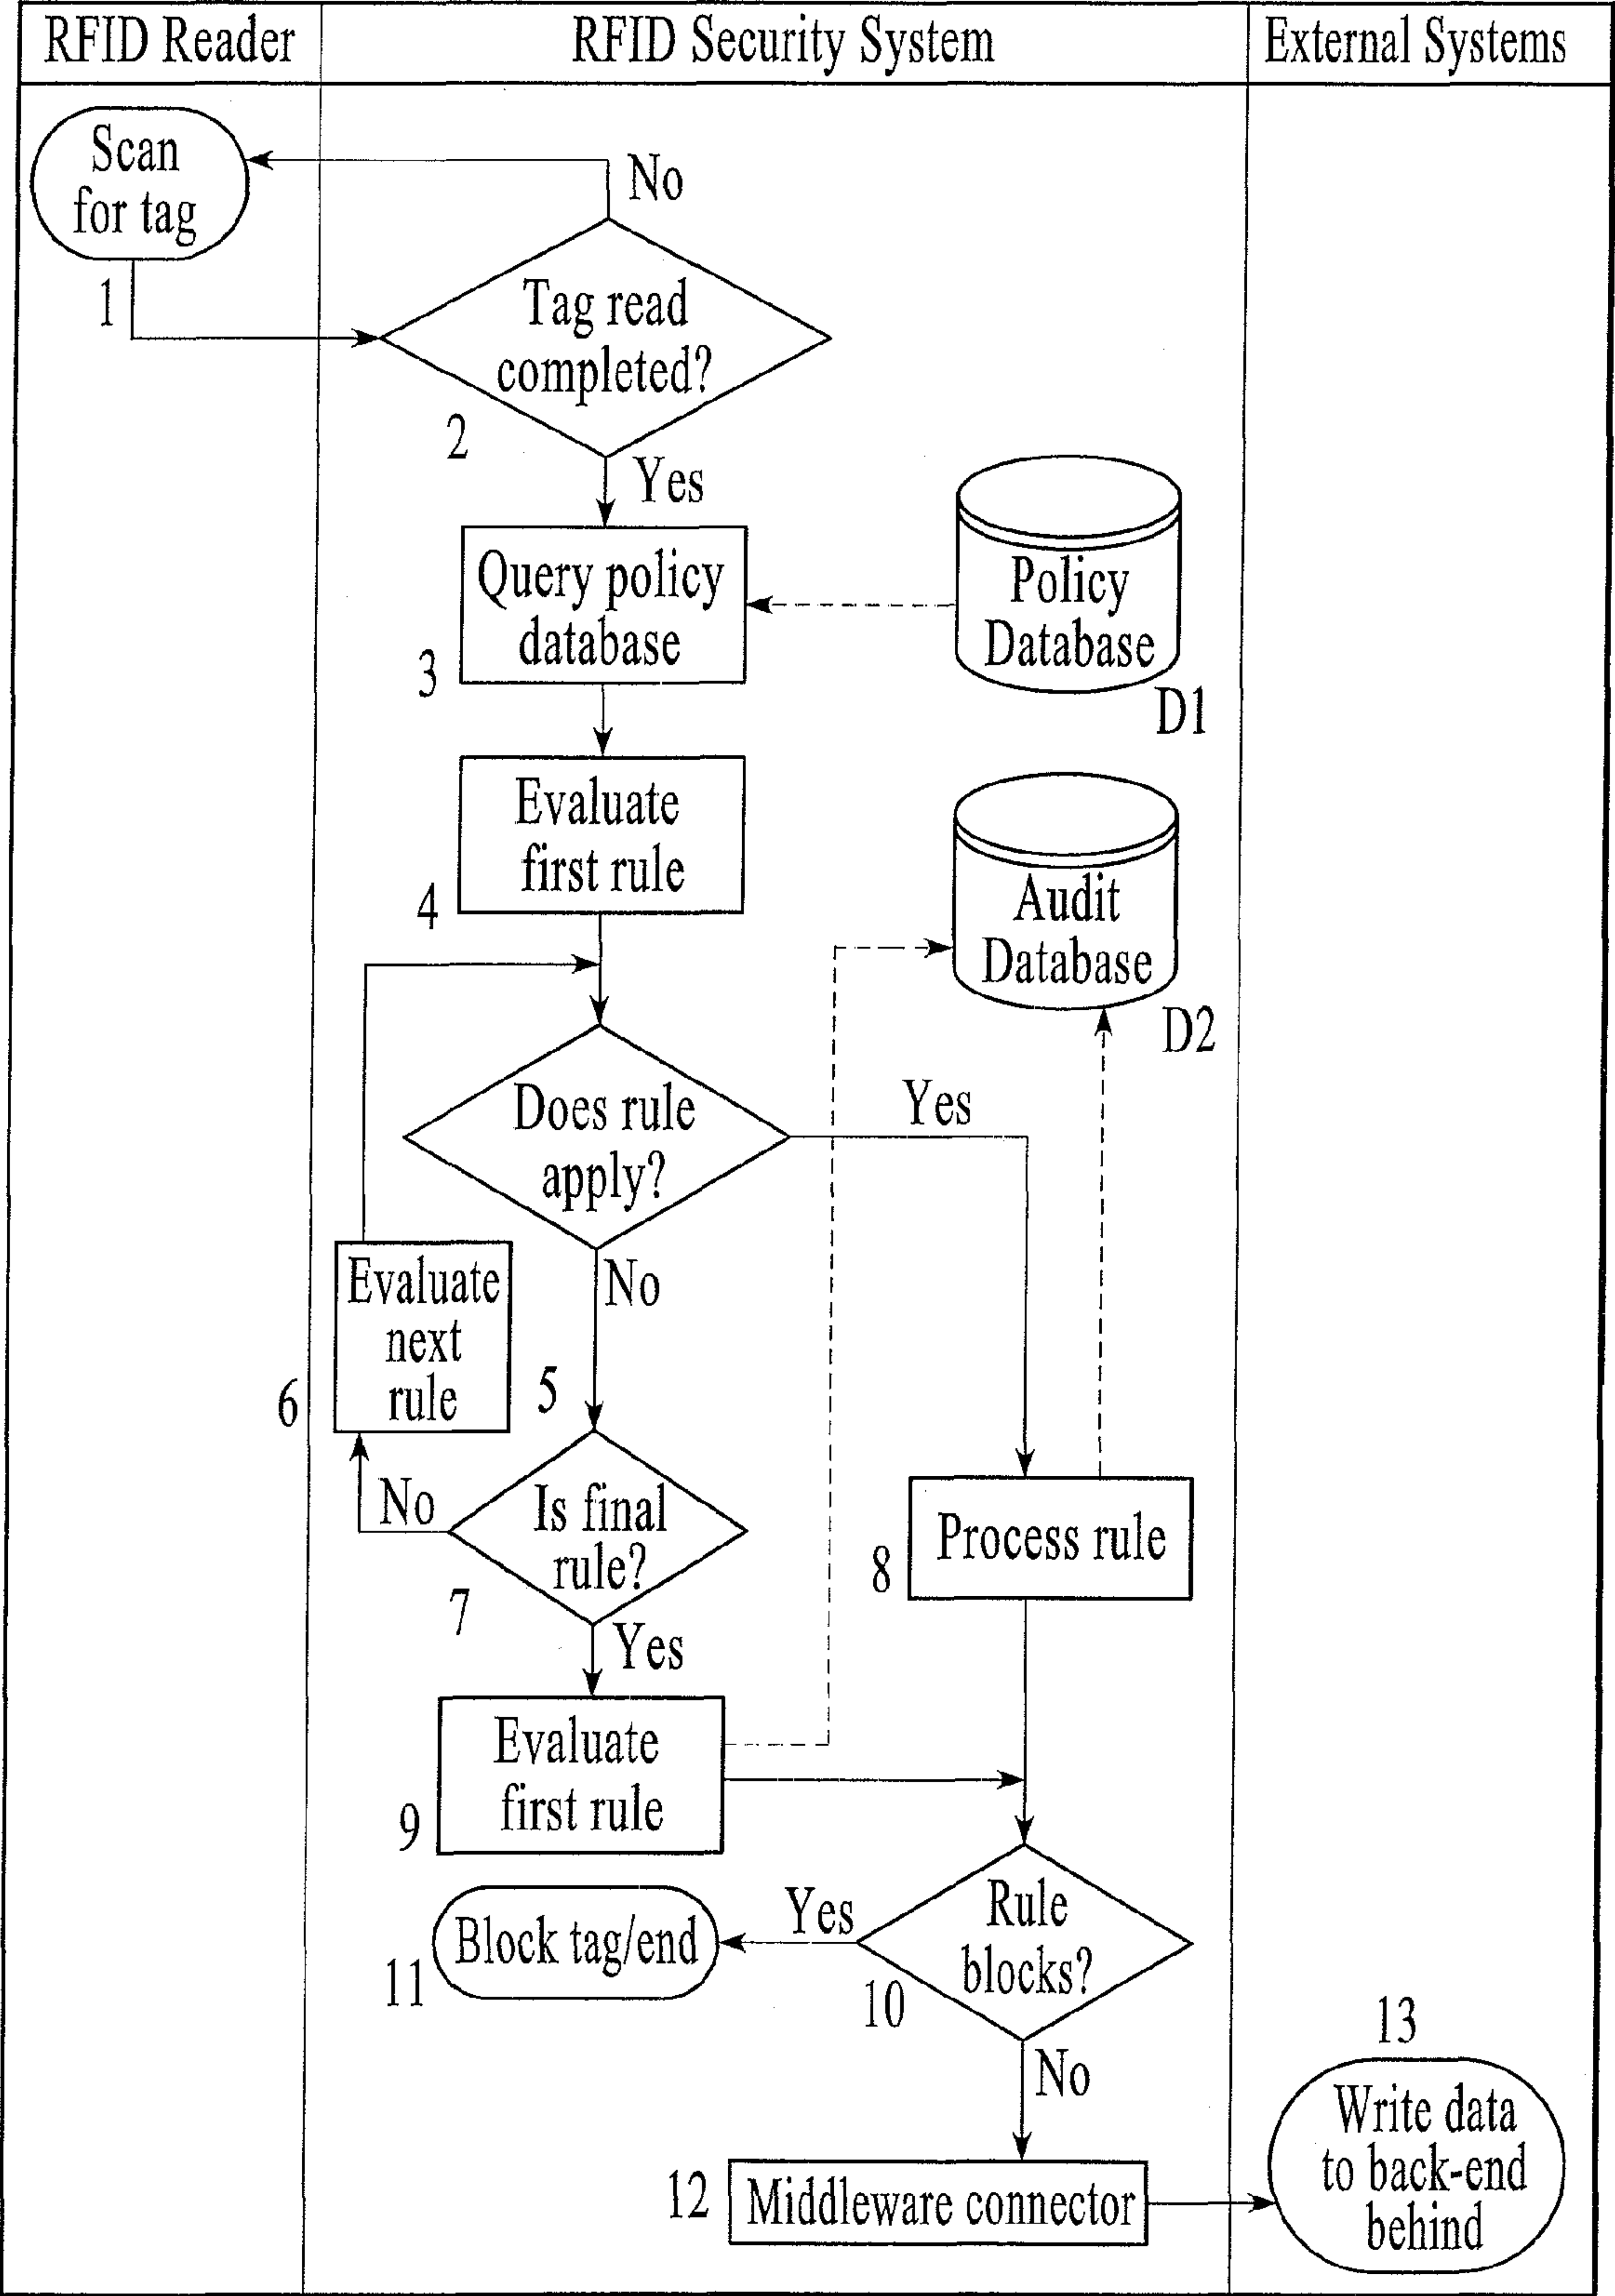 RFID Reader
RFID Security System
External Systems
Scan
for tag
No
1
Tag read
completed?
2
Yes
Query policy
database
3
Policy
Database
D1
Evaluate
first rule
4
Audit
Database
D2
Does rule
apply?
Yes
No
Evaluate
next
rule
6
5
No
Is final
rule?
7
Process rule
8
Yes
Evaluate
first rule
9
Block tag/end
11
Yes
Rule
blocks?
10
No
13
12
Middleware connector
Write data
to back-end
behind